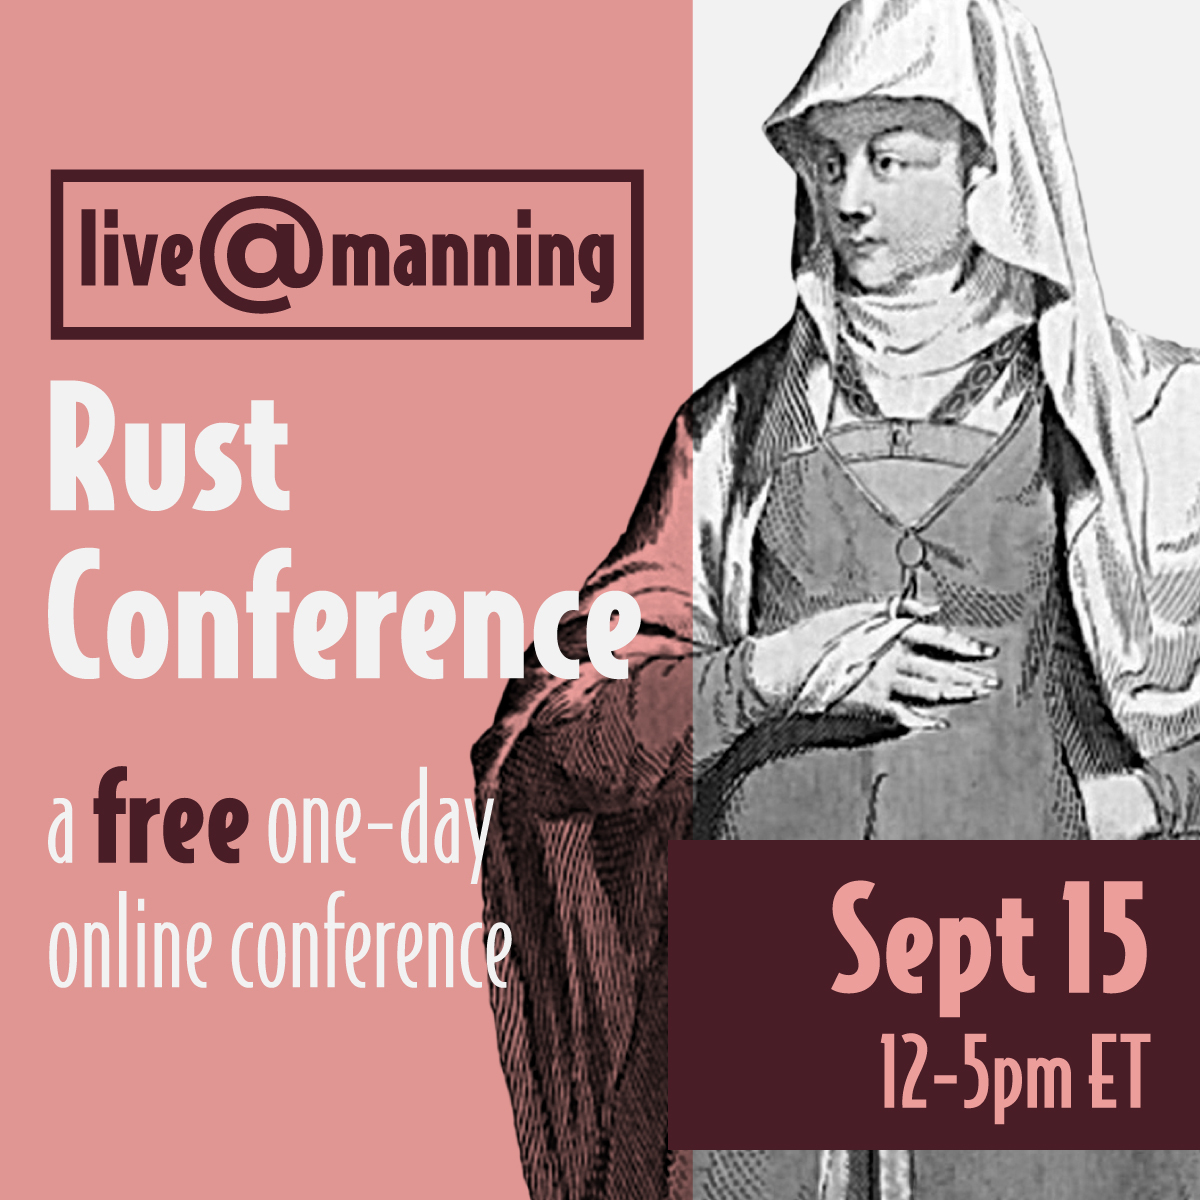 live@manning
Rust
Conference
a free one-day
online conference
Sept 15
12-5pm ET